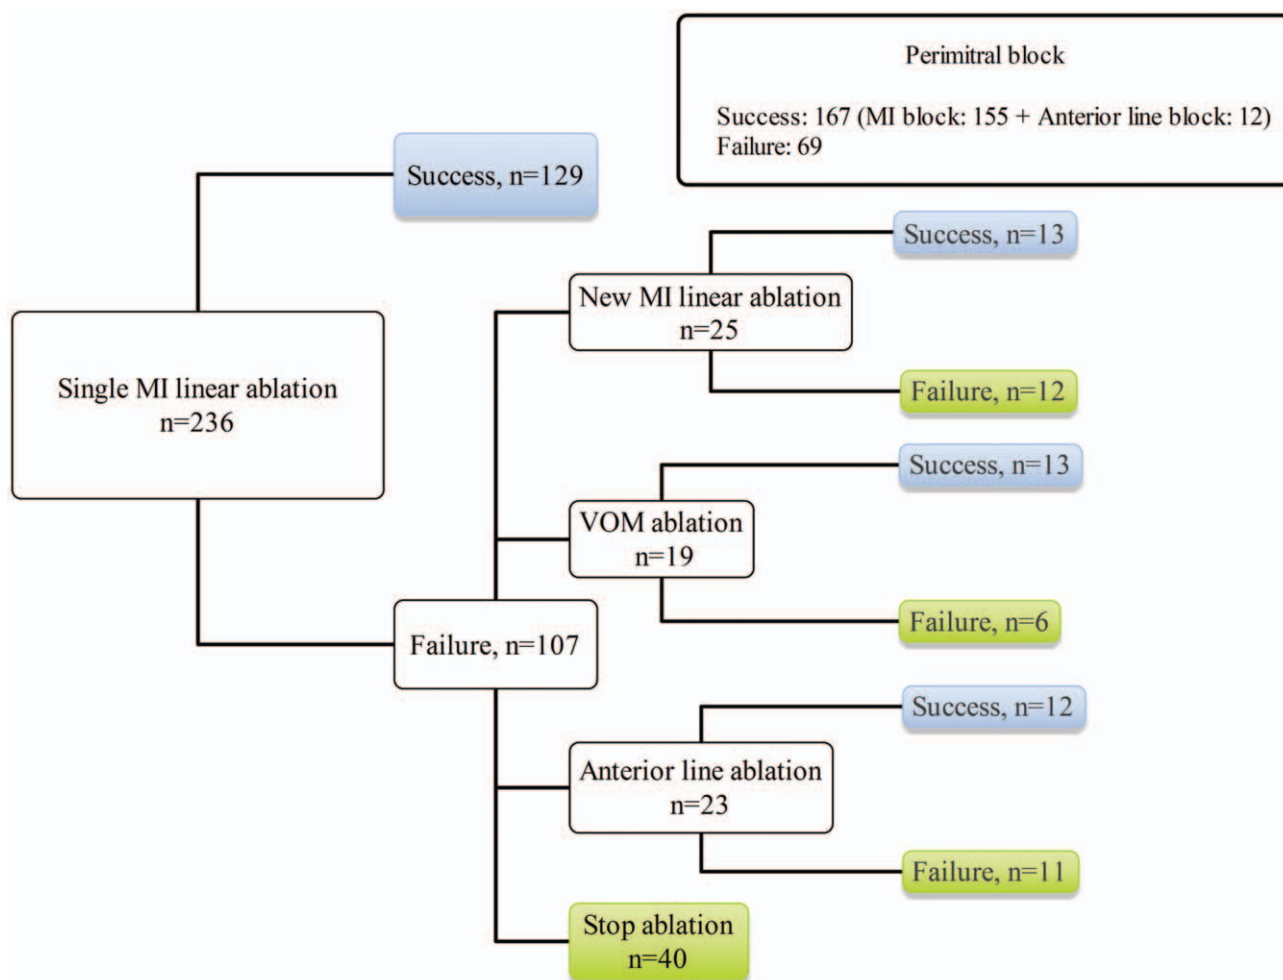 Perimitral block
Success: 167 (MI block: 155 + Anterior line block: 12)
Failure: 69
Success, n=129
Single MI linear ablation
n=236
Failure, n=107
New MI linear ablation
n=25
Success, n=13
Failure, n=12
VOM ablation
n=19
Success, n=13
Failure, n=6
Anterior line ablation
n=23
Success, n=12
Failure, n=11
Stop ablation
n=40